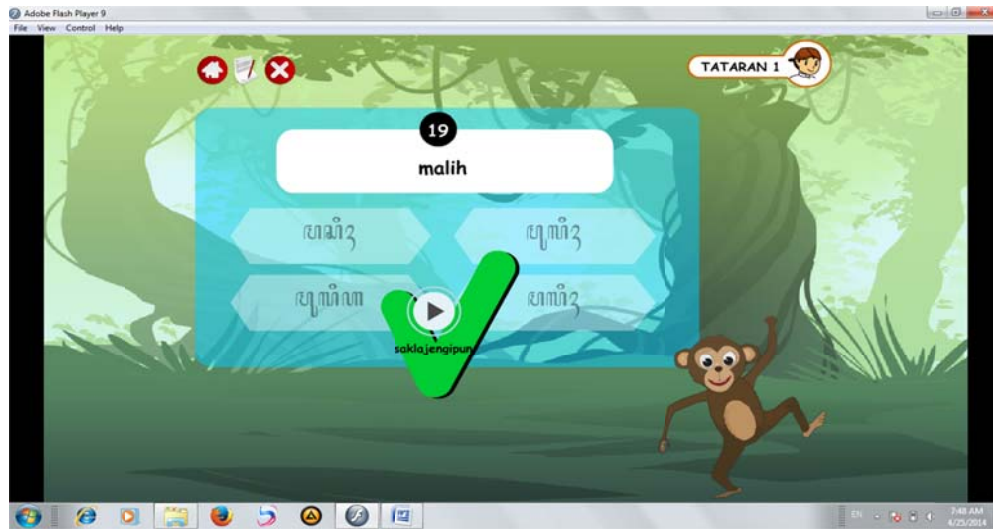 Adobe Flash Player 9
File View Control Help
TATARAN 1
19
malih
ꦩꦸꦭꦶꦃ
ꦩꦭꦶꦃ
saklajengipun
EN
7:48 AM
4/25/2014